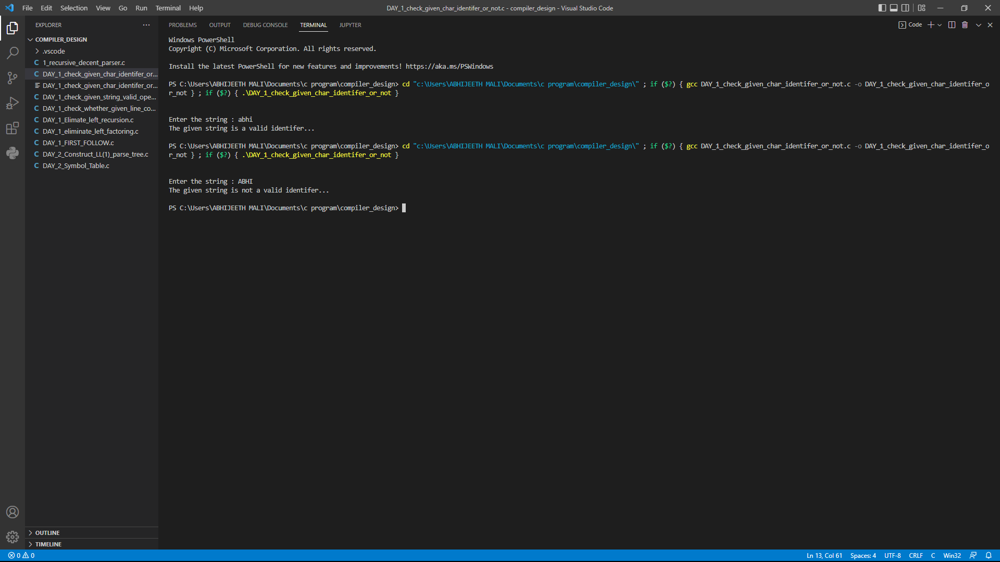 File Edit Selection View Go Run Terminal Help
DAY_1_check_given_char_identifer_or_not.c - compiler_design - Visual Studio Code
EXPLORER
COMPILER_DESIGN
.vscode
C 1_recursive_decent_parser.c
C DAY_1_check_given_char_identifer_or...
DAY_1_check_given_char_identifer_or...
C DAY_1_check_given_string_valid_ope...
C DAY_1_check_whether_given_line_co...
C DAY_1_Elimate_left_recursion.c
C DAY_1_eliminate_left_factoring.c
C DAY_1_FIRST_FOLLOW.c
C DAY_2_Construct_LL(1)_parse_tree.c
C DAY_2_Symbol_Table.c
OUTLINE
TIMELINE
PROBLEMS OUTPUT DEBUG CONSOLE TERMINAL JUPYTER
Code
Windows PowerShell
Copyright (C) Microsoft Corporation. All rights reserved.
Install the latest PowerShell for new features and improvements! https://aka.ms/PSWindows
PS C:\Users\ABHIJEETH MALI\Documents\c program\compiler_design> cd "c:\Users\ABHIJEETH MALI\Documents\c program\compiler_design\" ; if ($?) { gcc DAY_1_check_given_char_identifer_or_not.c -o DAY_1_check_given_char_identifer_o
r_not } ; if ($?) { .\DAY_1_check_given_char_identifer_or_not }
Enter the string : abhi
The given string is a valid identifer...
PS C:\Users\ABHIJEETH MALI\Documents\c program\compiler_design> cd "c:\Users\ABHIJEETH MALI\Documents\c program\compiler_design\" ; if ($?) { gcc DAY_1_check_given_char_identifer_or_not.c -o DAY_1_check_given_char_identifer_o
r_not } ; if ($?) { .\DAY_1_check_given_char_identifer_or_not }
Enter the string : ABHI
The given string is not a valid identifer...
PS C:\Users\ABHIJEETH MALI\Documents\c program\compiler_design>
0 0
Ln 13, Col 61 Spaces: 4 UTF-8 CRLF C Win32